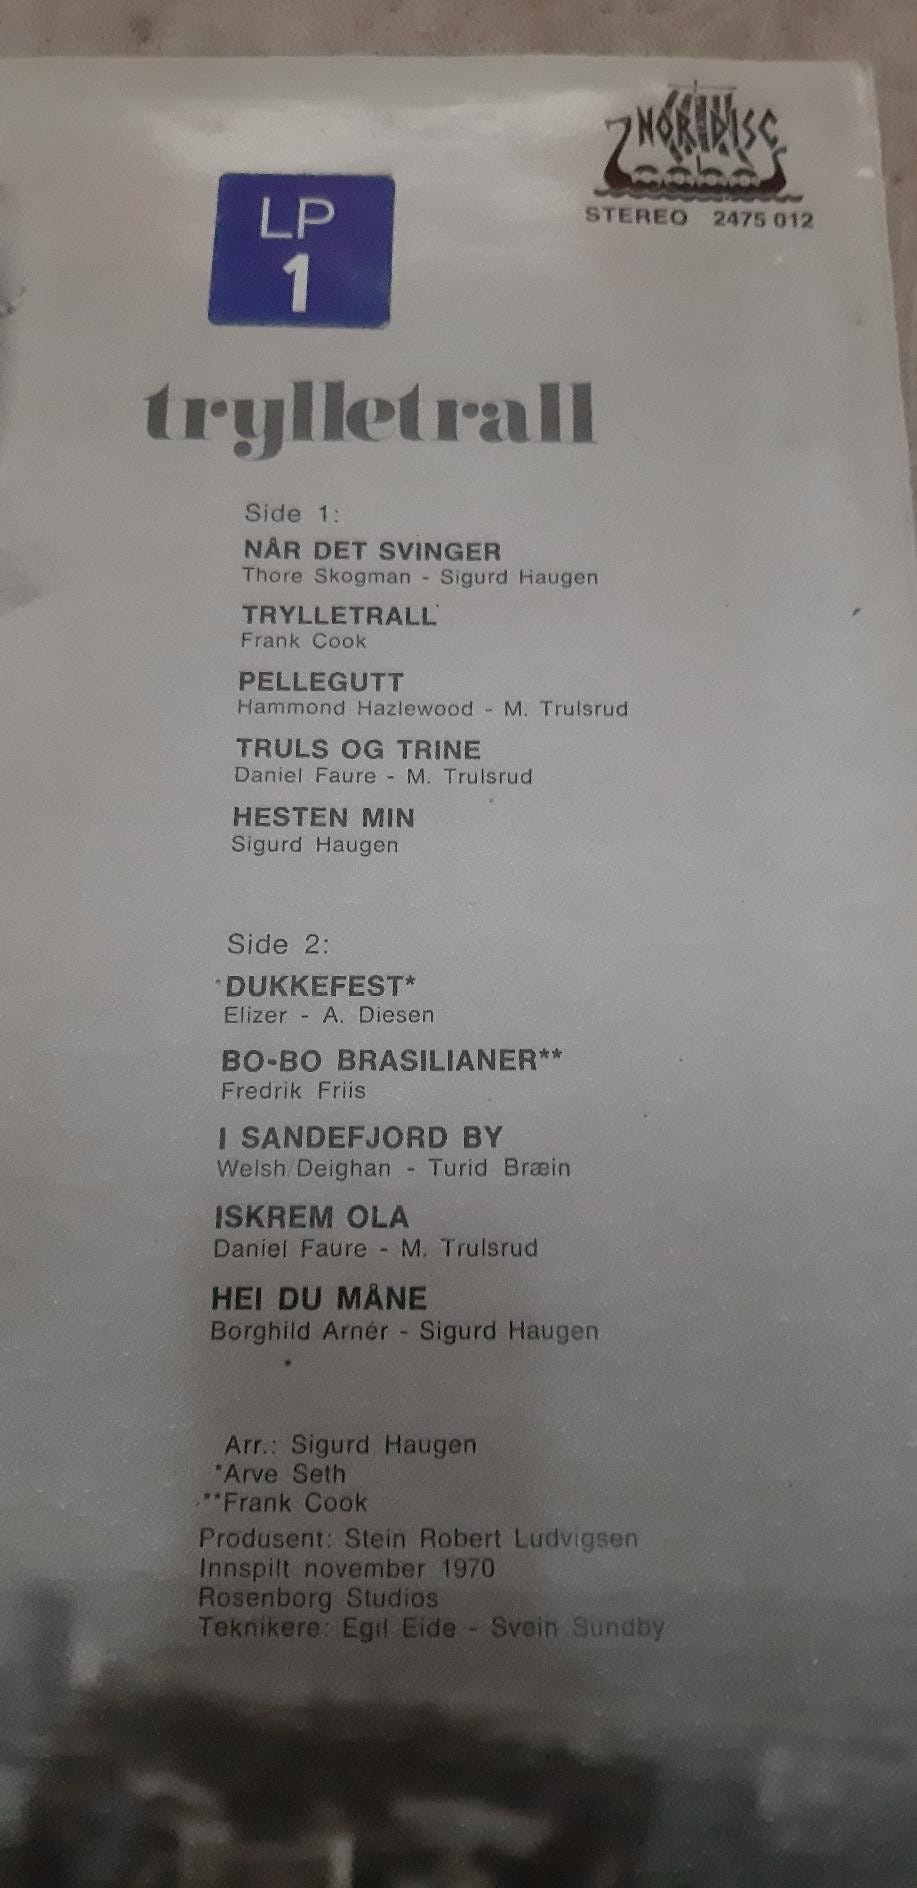 NORDISC
STEREO 2475 012
LP
1
trylletrall
Side 1:
NÅR DET SVINGER
Thore Skogman - Sigurd Haugen
TRYLLETRALL
Frank Cook
PELLEGUTT
Hammond Hazlewood - M. Trulsrud
TRULS OG TRINE
Daniel Faure - M. Trulsrud
HESTEN MIN
Sigurd Haugen
Side 2:
DUKKEFEST*
Elizer - A. Diesen
BO-BO BRASILIANER**
Fredrik Friis
I SANDEFJORD BY
Welsh/Deighan - Turid Bræin
ISKREM OLA
Daniel Faure - M. Trulsrud
HEI DU MÅNE
Borghild Arnér - Sigurd Haugen
Arr.: Sigurd Haugen
*Arve Seth
**Frank Cook
Produsent: Stein Robert Ludvigsen
Innspilt november 1970
Rosenborg Studios
Teknikere: Egil Eide - Svein Sundby